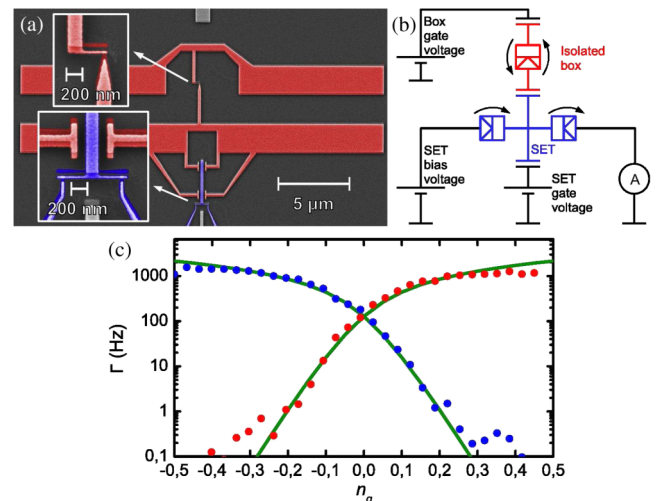 (a)
200 nm
200 nm
5 μm
(b)
Box
gate
voltage
Isolated
box
SET
SET
bias
voltage
SET
gate
voltage
A
(c)
Γ (Hz)
1000
100
10
1
0,1
-0,5 -0,4 -0,3 -0,2 -0,1 0,0 0,1 0,2 0,3 0,4 0,5
n_g